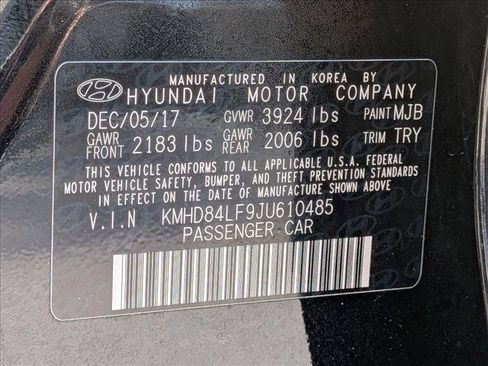 MANUFACTURED IN KOREA BY
HYUNDAI MOTOR COMPANY
DEC/05/17 GVWR 3924 lbs PAINT MJB
GAWR FRONT 2183 lbs GAWR REAR 2006 lbs TRIM TRY
THIS VEHICLE CONFORMS TO ALL APPLICABLE U.S.A. FEDERAL
MOTOR VEHICLE SAFETY, BUMPER, AND THEFT PREVENTION STANDARDS
IN EFFECT ON THE DATE OF MANUFACTURE SHOWN ABOVE.
V.I.N KMHD84LF9JU610485
PASSENGER CAR